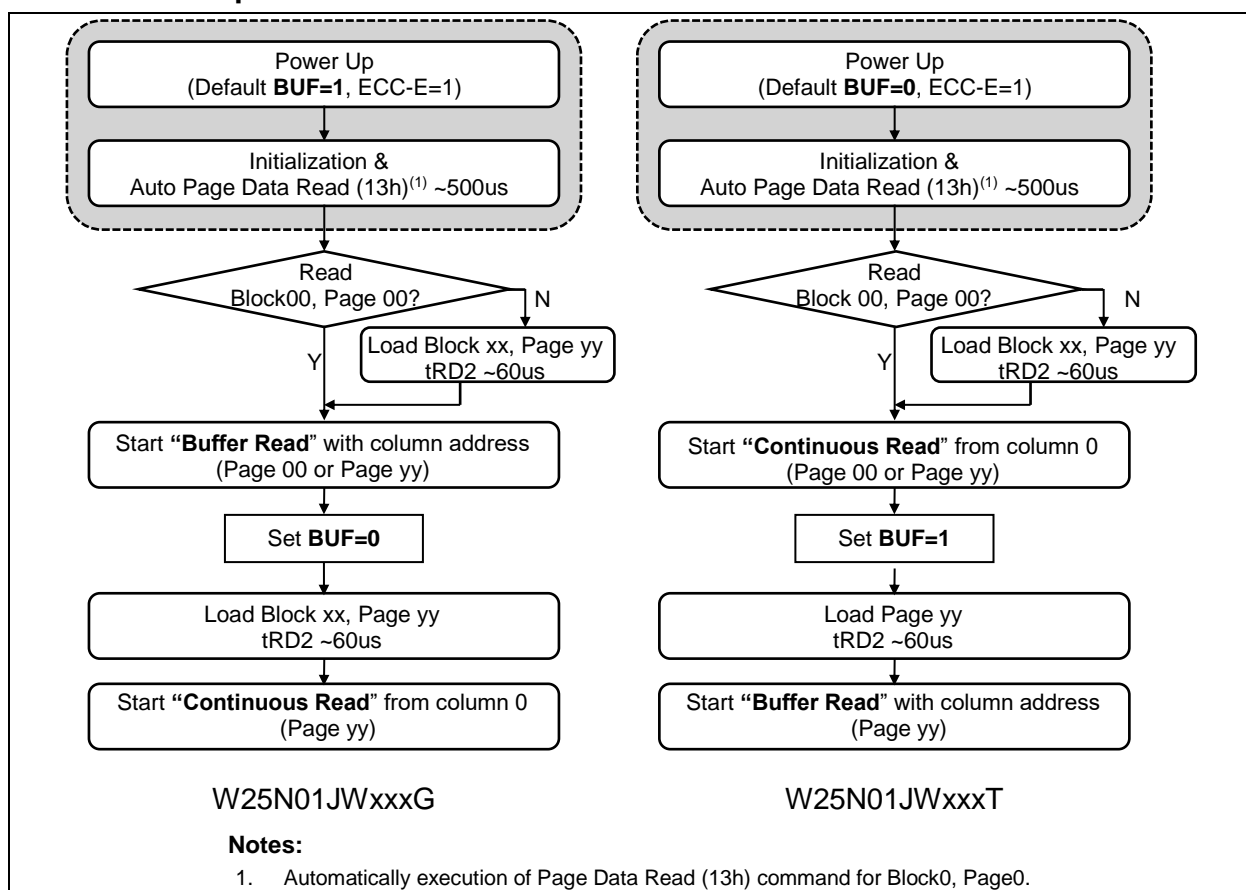 Power Up
(Default BUF=1, ECC-E=1)
Initialization &
Auto Page Data Read (13h)(1) ~500us
Read
Block00, Page 00?
N
Load Block xx, Page yy
tRD2 ~60us
Y
Start “Buffer Read” with column address
(Page 00 or Page yy)
Set BUF=0
Load Block xx, Page yy
tRD2 ~60us
Start “Continuous Read” from column 0
(Page yy)
W25N01JWxxxG
Power Up
(Default BUF=0, ECC-E=1)
Initialization &
Auto Page Data Read (13h)(1) ~500us
Read
Block 00, Page 00?
N
Load Block xx, Page yy
tRD2 ~60us
Y
Start “Continuous Read” from column 0
(Page 00 or Page yy)
Set BUF=1
Load Page yy
tRD2 ~60us
Start “Buffer Read” with column address
(Page yy)
W25N01JWxxxT
Notes:
1. Automatically execution of Page Data Read (13h) command for Block0, Page0.